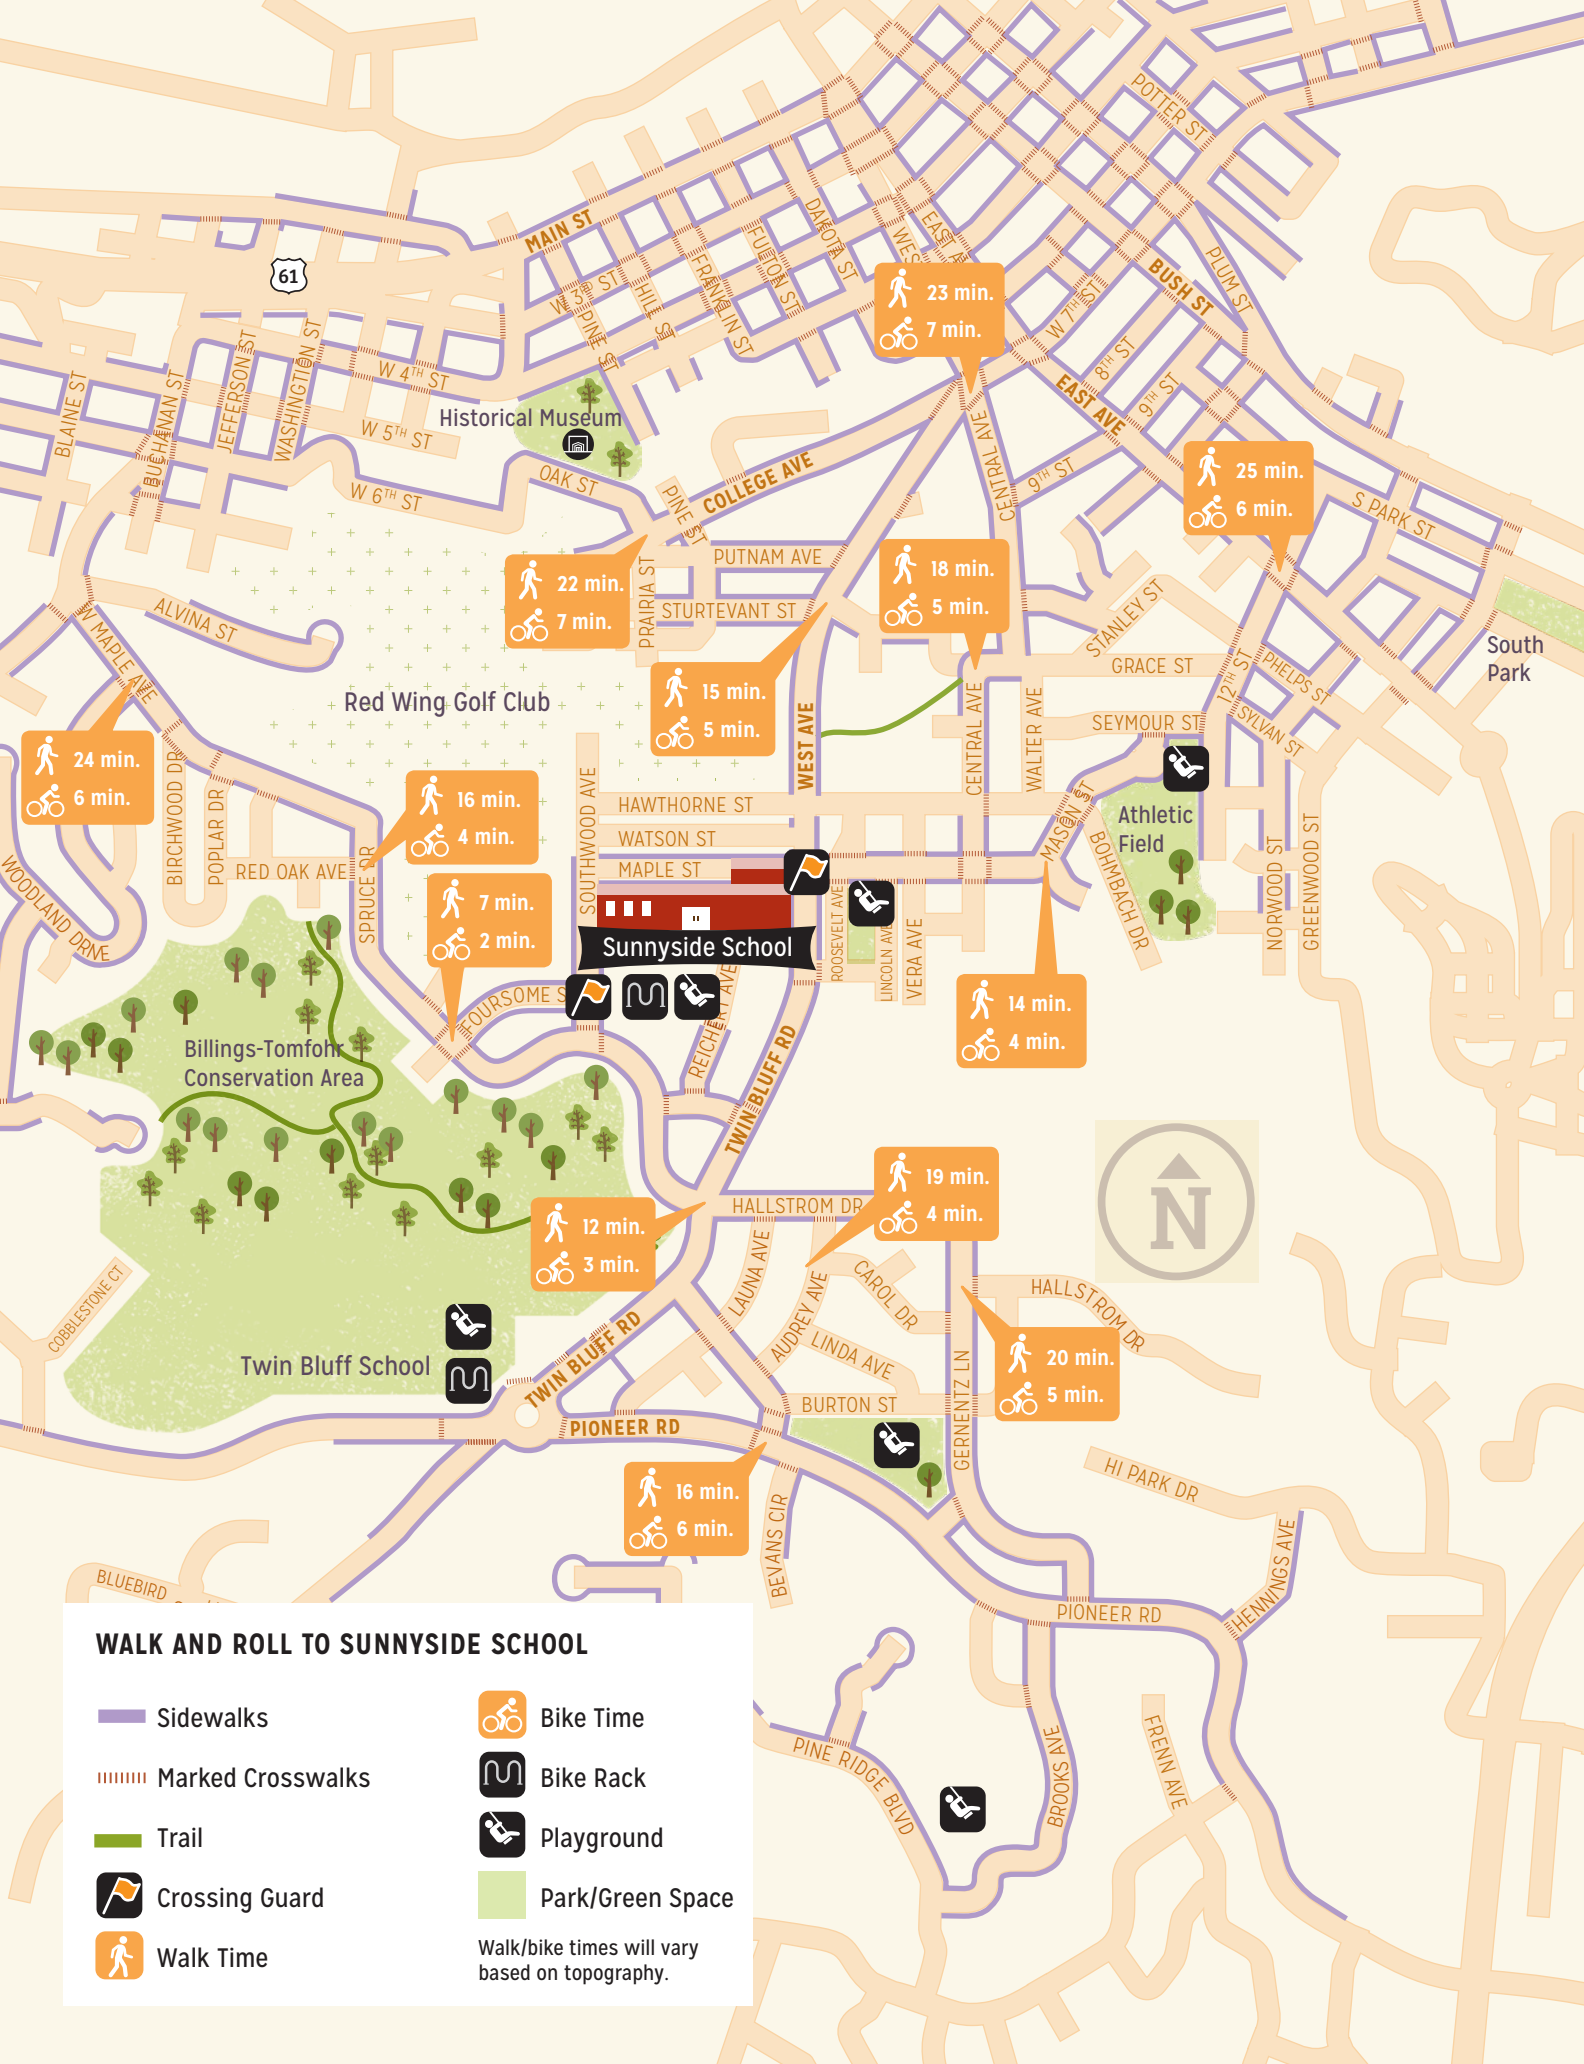 POTTER ST
MAIN ST
DAKOTA ST
PLUM ST
BUSH ST
FULTON ST
W 3RD ST
PINE ST
HILL ST
FRANKLIN ST
61
W 7TH ST
8TH ST
9TH ST
EAST AVE
23 min.
7 min.
BLAINE ST
BUCHANAN ST
JEFFERSON ST
WASHINGTION ST
W 4TH ST
W 5TH ST
W 6TH ST
Historical Museum
OAK ST
PINE ST
COLLEGE AVE
CENTRAL AVE
9TH ST
25 min.
6 min.
S PARK ST
PUTNAM AVE
PRAIRIA ST
STURTEVANT ST
22 min.
7 min.
18 min.
5 min.
STANLEY ST
GRACE ST
12TH ST
PHELPS ST
SYLVAN ST
SEYMOUR ST
South
Park
W MAPLE AVE
ALVINA ST
Red Wing Golf Club
15 min.
5 min.
WEST AVE
CENTRAL AVE
WALTER AVE
24 min.
6 min.
16 min.
4 min.
BIRCHWOOD DR
POPLAR DR
RED OAK AVE
SPRUCE DR
WOODLAND DRIVE
SOUTHWOOD AVE
HAWTHORNE ST
WATSON ST
MAPLE ST
MASON ST
BOHMBACH DR
Athletic
Field
NORWOOD ST
GREENWOOD ST
7 min.
2 min.
Sunnyside School
ROOSEVELT AVE
LINCOLN AVE
VERA AVE
FOURSOME S
REICHERT AVE
TWIN BLUFF RD
14 min.
4 min.
Billings-Tomfohr
Conservation Area
N
19 min.
4 min.
HALLSTROM DR
12 min.
3 min.
LAUNA AVE
AUDREY AVE
CAROL DR
LINDA AVE
HALLSTROM DR
COBBLESTONE CT
20 min.
5 min.
Twin Bluff School
TWIN BLUFF RD
PIONEER RD
BURTON ST
GERNENTZ LN
HI PARK DR
16 min.
6 min.
BEVANS CIR
HENNINGS AVE
BLUEBIRD
PIONEER RD
PINE RIDGE BLVD
BROOKS AVE
FRENN AVE
WALK AND ROLL TO SUNNYSIDE SCHOOL
Sidewalks
Marked Crosswalks
Trail
Crossing Guard
Walk Time
Bike Time
Bike Rack
Playground
Park/Green Space
Walk/bike times will vary
based on topography.